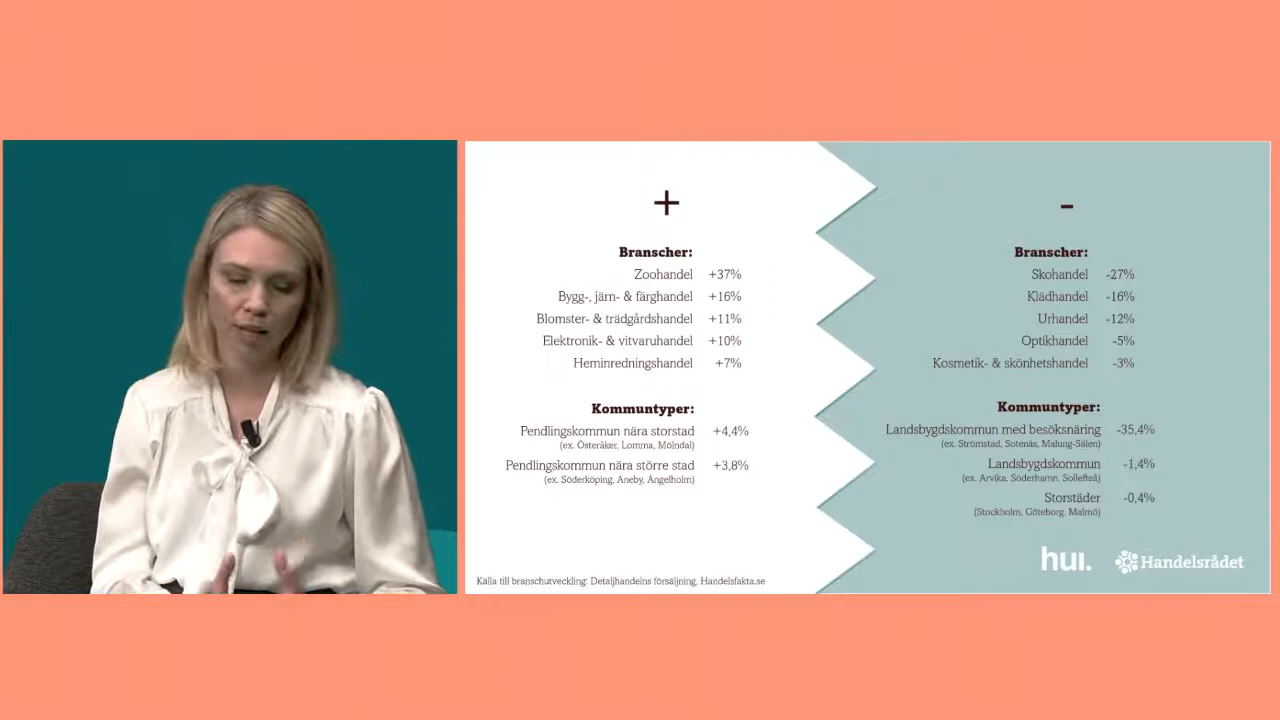 +
Branscher:
Zoohandel +37%
Bygg-, järn- & färghandel +16%
Blomster- & trädgårdshandel +11%
Elektronik- & vitvaruhandel +10%
Heminredningshandel +7%
Kommuntyper:
Pendlingskommun nära storstad +4,4%
(ex. Österåker, Lomma, Mölndal)
Pendlingskommun nära större stad +3,8%
(ex. Söderköping, Aneby, Ängelholm)
Källa till branschutveckling: Detaljhandelns försäljning, Handelsfakta.se
-
Branscher:
Skohandel -27%
Klädhandel -16%
Urhandel -12%
Optikhandel -5%
Kosmetik- & skönhetshandel -3%
Kommuntyper:
Landsbygdskommun med besöksnäring -35,4%
(ex. Strömstad, Sotenäs, Malung-Sälen)
Landsbygdskommun -1,4%
(ex. Arvika, Söderhamn, Sollefteå)
Storstäder -0,4%
(Stockholm, Göteborg, Malmö)
hui. Handelsrådet